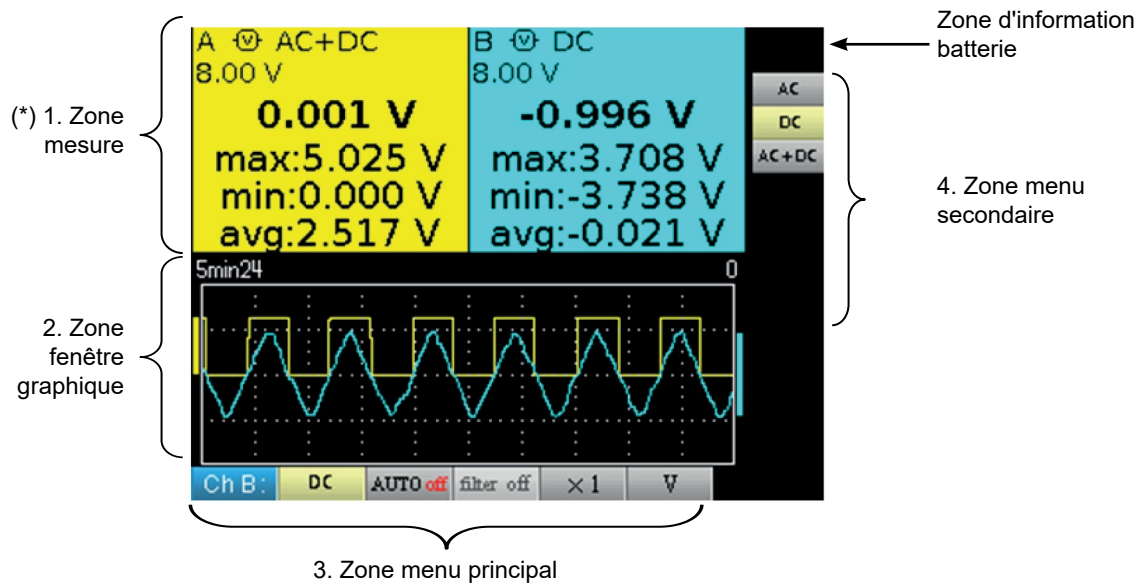 Zone d'information
batterie
(*) 1. Zone
mesure
A V AC+DC
8.00 V
0.001 V
max:5.025 V
min:0.000 V
avg:2.517 V
B V DC
8.00 V
-0.996 V
max:3.708 V
min:-3.738 V
avg:-0.021 V
AC
DC
AC+DC
4. Zone menu
secondaire
2. Zone
fenêtre
graphique
5min24 0
Ch B: DC AUTO off filter off ×1 V
3. Zone menu principal